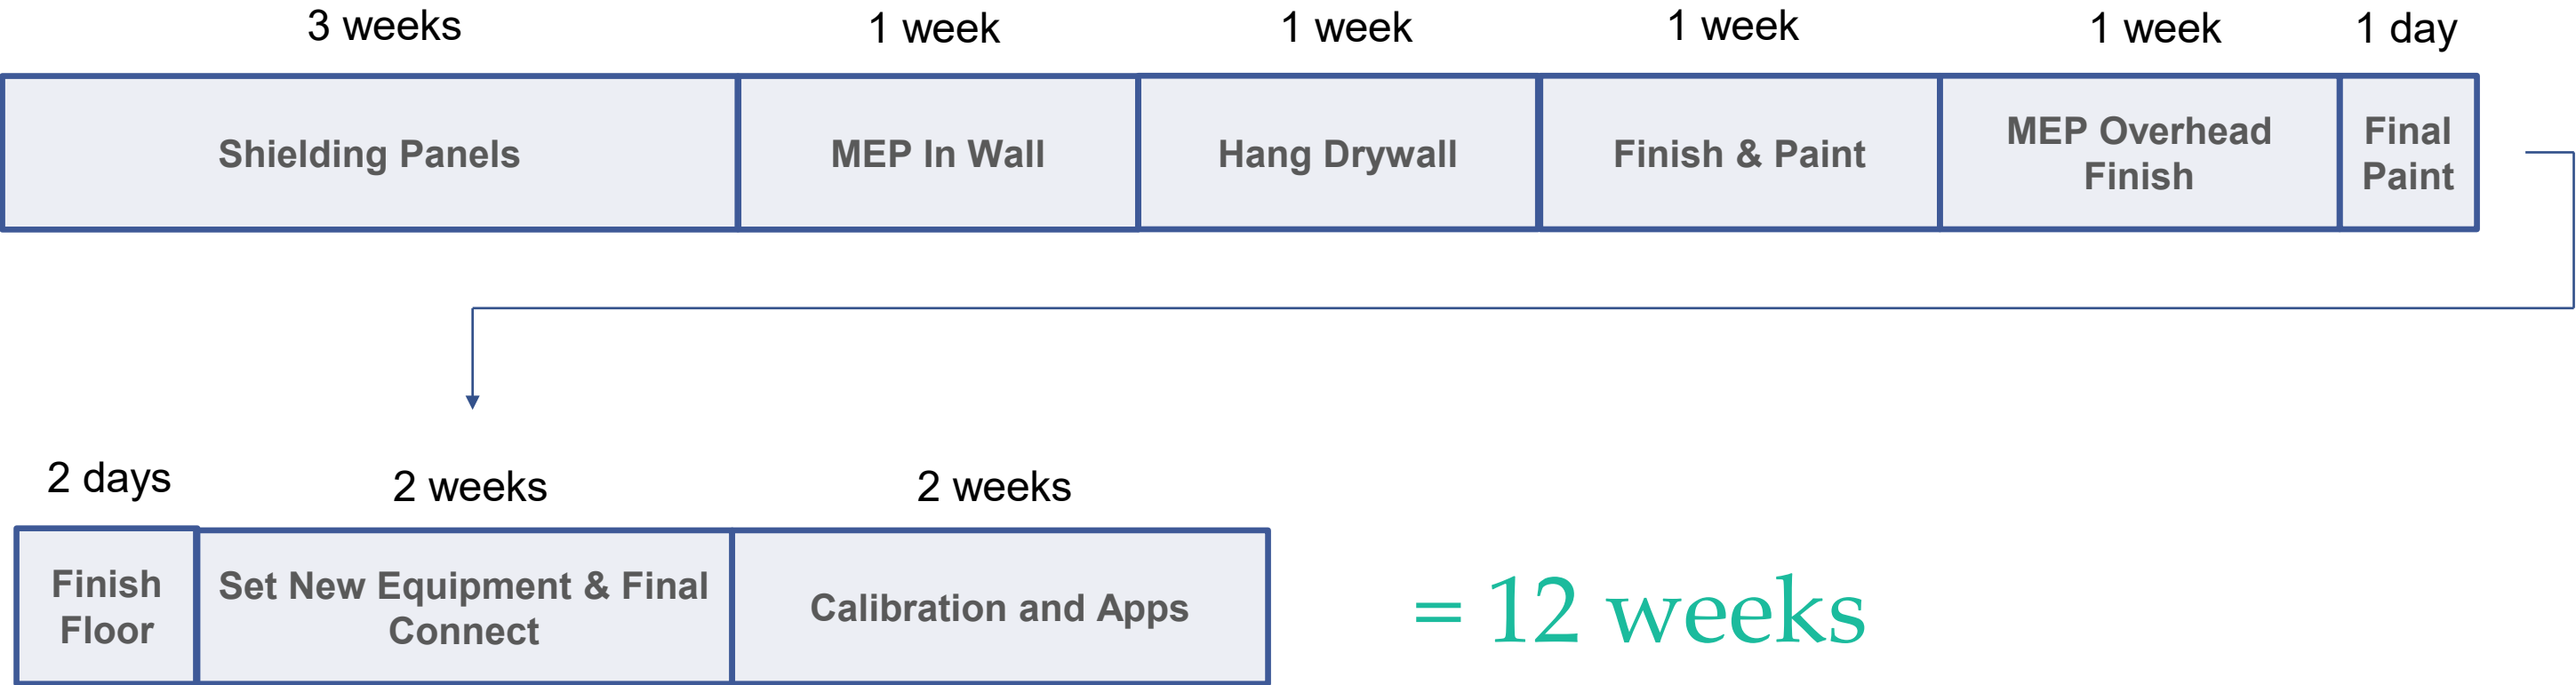 3 weeks
1 week
1 week
1 week
1 week
1 day
Shielding Panels
MEP In Wall
Hang Drywall
Finish & Paint
MEP Overhead
Finish
Final
Paint
2 days
2 weeks
2 weeks
Finish
Floor
Set New Equipment & Final
Connect
Calibration and Apps
= 12 weeks